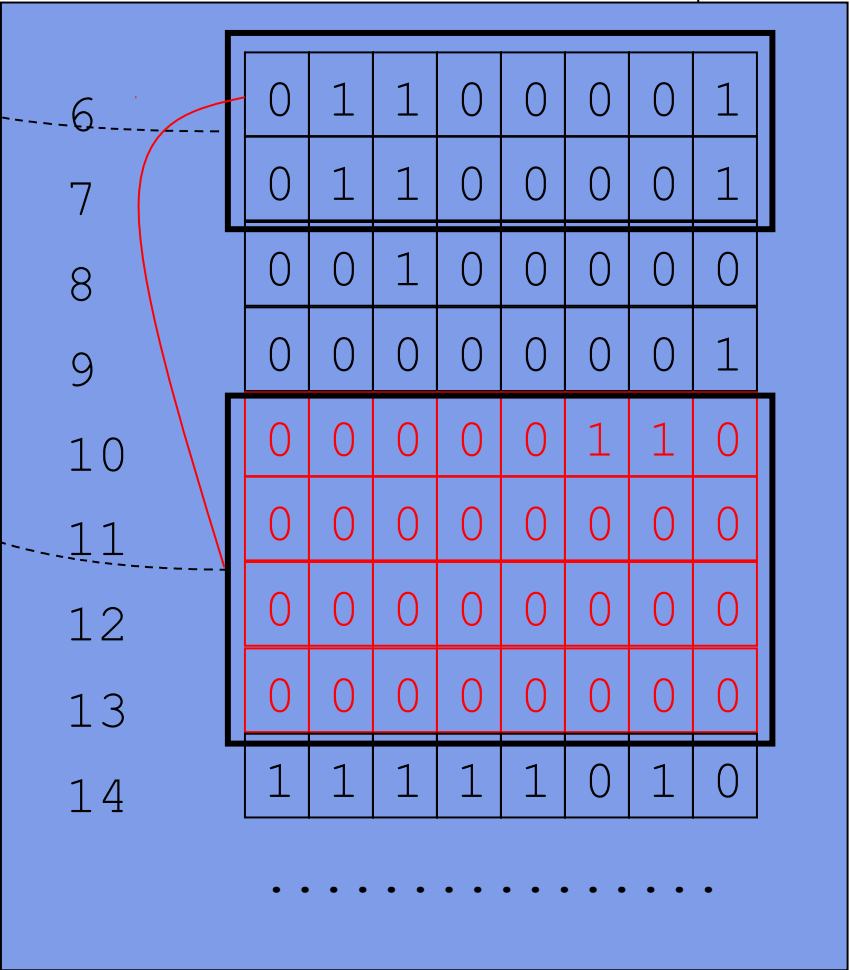 6 0 1 1 0 0 0 0 1
7 0 1 1 0 0 0 0 1
8 0 0 1 0 0 0 0 0
9 0 0 0 0 0 0 0 1
10 0 0 0 0 0 1 1 0
11 0 0 0 0 0 0 0 0
12 0 0 0 0 0 0 0 0
13 0 0 0 0 0 0 0 0
14 1 1 1 1 1 0 1 0
. . . . . . . . . . . . . . . .